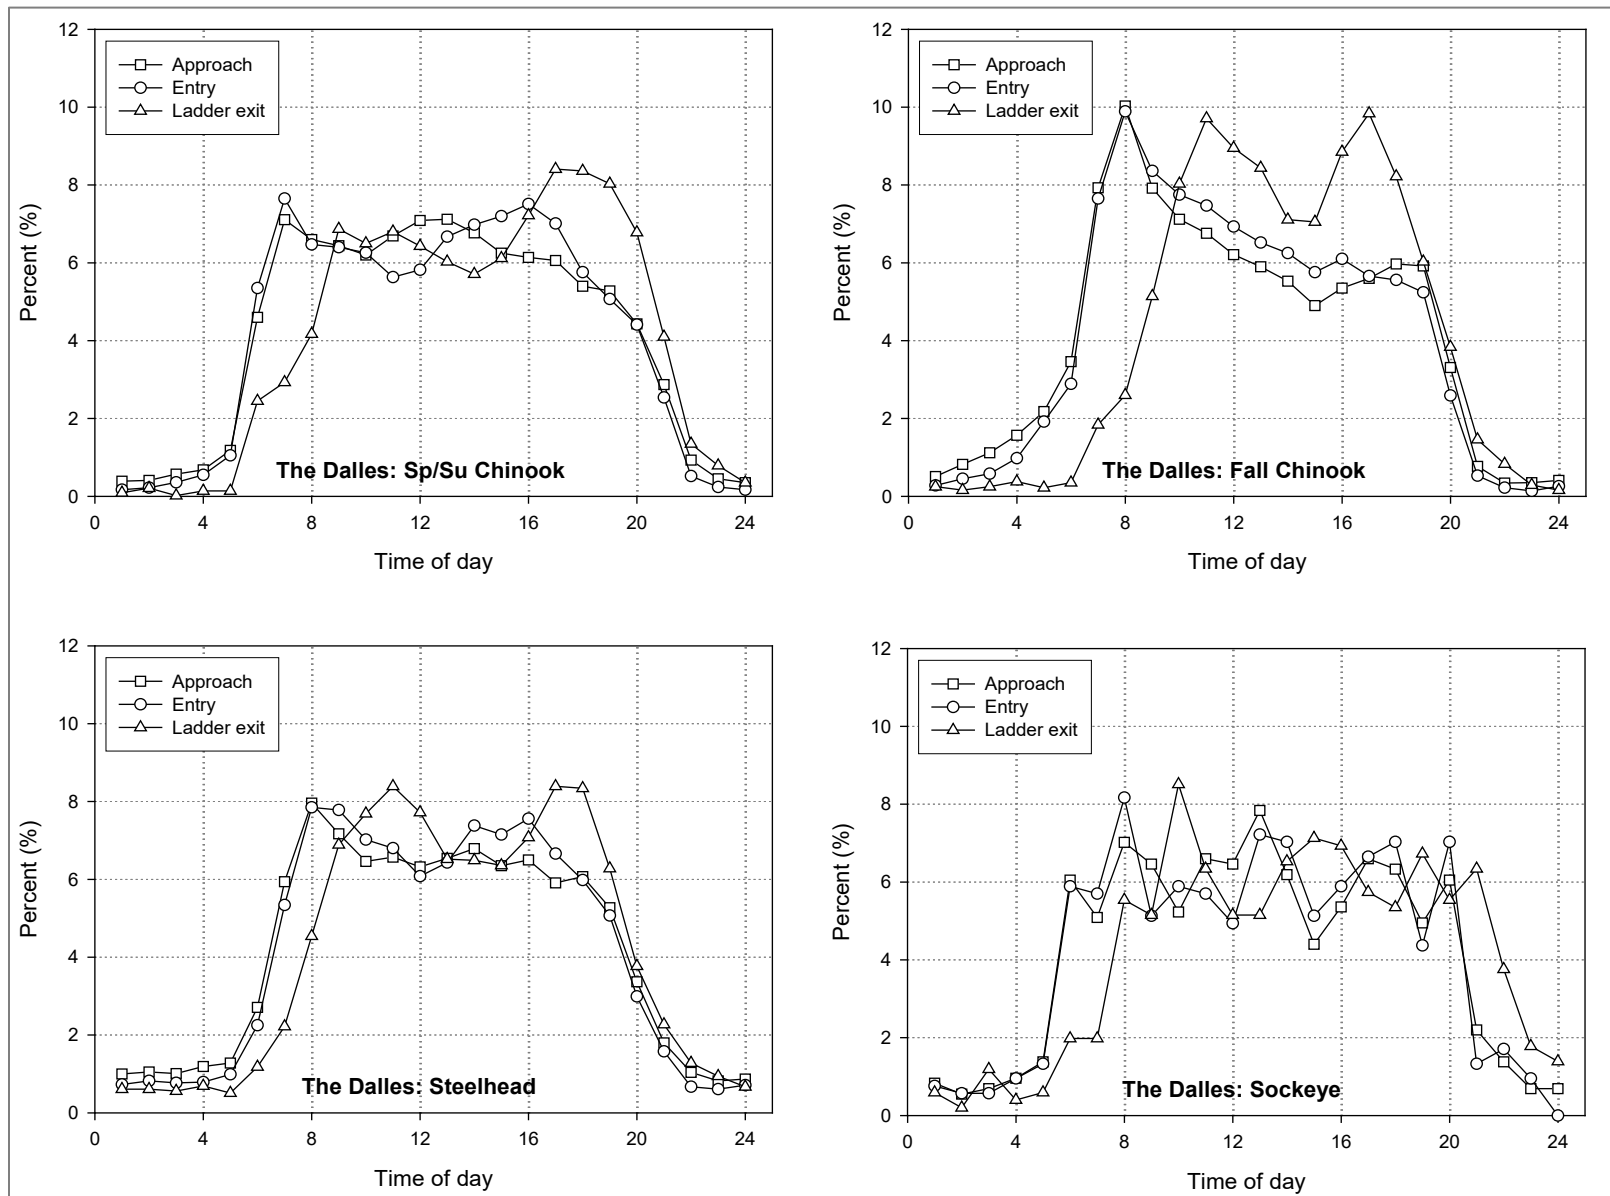 12
10
8
6
4
2
0
Percent (%)
Approach
Entry
Ladder exit
The Dalles: Sp/Su Chinook
0 4 8 12 16 20 24
Time of day
12
10
8
6
4
2
0
Percent (%)
Approach
Entry
Ladder exit
The Dalles: Fall Chinook
0 4 8 12 16 20 24
Time of day
12
10
8
6
4
2
0
Percent (%)
Approach
Entry
Ladder exit
The Dalles: Steelhead
0 4 8 12 16 20 24
Time of day
12
10
8
6
4
2
0
Percent (%)
Approach
Entry
Ladder exit
The Dalles: Sockeye
0 4 8 12 16 20 24
Time of day